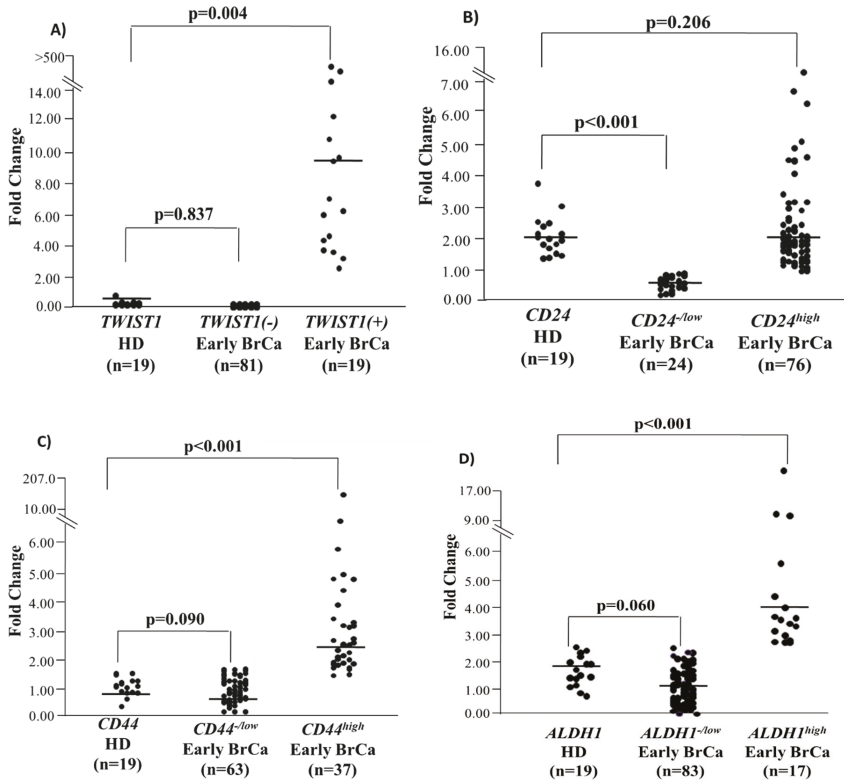 A)
p=0.004
>500
14.00
12.00
10.00
8.00
6.00
4.00
2.00
0.00
Fold Change
p=0.837
TWIST1 TWIST1(-) TWIST1(+)
HD Early BrCa Early BrCa
(n=19) (n=81) (n=19)
B)
p=0.206
16.00
7.00
6.00
5.00
4.00
3.00
2.00
1.00
0.00
Fold Change
p<0.001
CD24 CD24-/low CD24high
HD Early BrCa Early BrCa
(n=19) (n=24) (n=76)
C)
p<0.001
207.0
10.00
6.00
5.00
4.00
3.00
2.00
1.00
0.00
Fold Change
p=0.090
CD44 CD44-/low CD44high
HD Early BrCa Early BrCa
(n=19) (n=63) (n=37)
D)
p<0.001
17.00
9.00
6.00
5.00
4.00
3.00
2.00
1.00
0.00
Fold Change
p=0.060
ALDH1 ALDH1-/low ALDH1high
HD Early BrCa Early BrCa
(n=19) (n=83) (n=17)